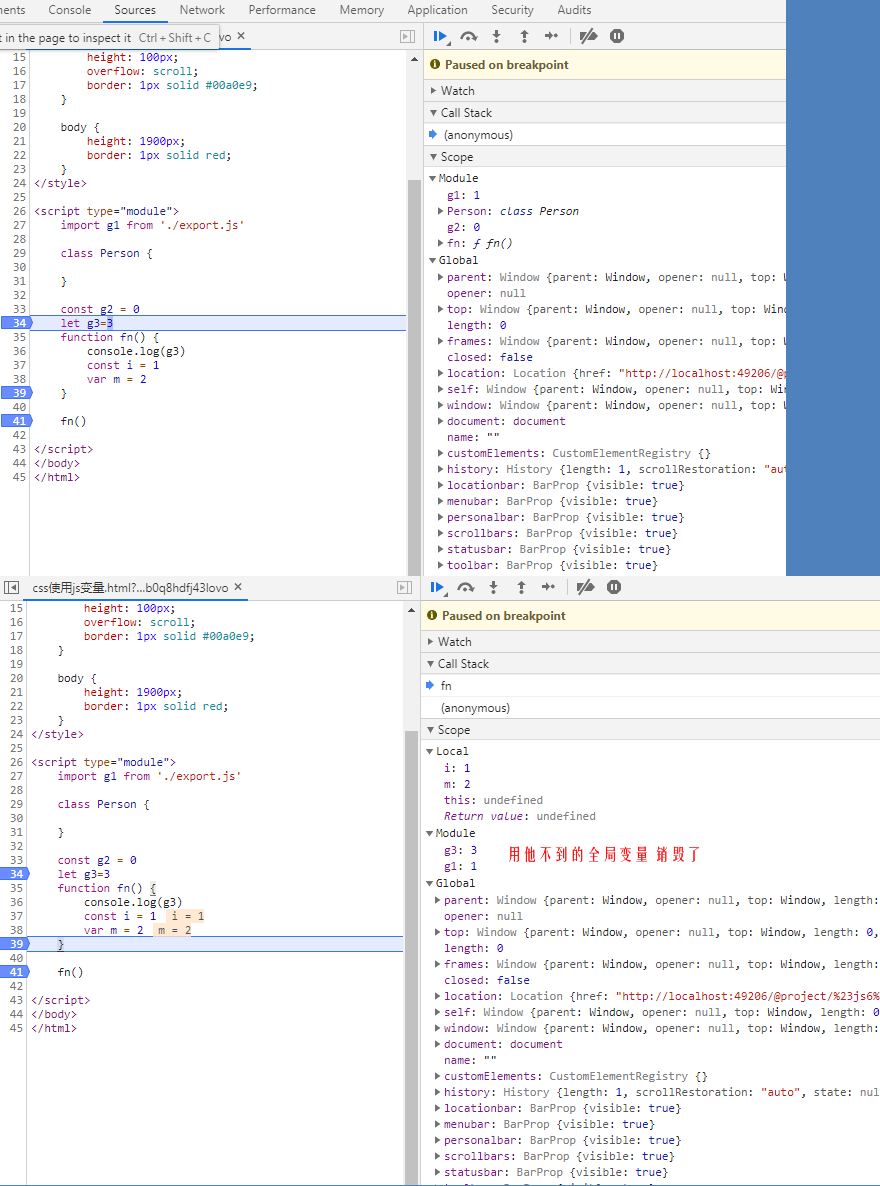 ments Console Sources Network Performance Memory Application Security Audits
t in the page to inspect it Ctrl + Shift + C
vo ×
15 height: 100px;
16 overflow: scroll;
17 border: 1px solid #00a0e9;
18 }
19
20 body {
21 height: 1900px;
22 border: 1px solid red;
23 }
24 </style>
25
26 <script type="module">
27 import g1 from './export.js'
28
29 class Person {
30
31 }
32
33 const g2 = 0
34 let g3=3
35 function fn() {
36 console.log(g3)
37 const i = 1
38 var m = 2
39 }
40
41 fn()
42
43 </script>
44 </body>
45 </html>
Paused on breakpoint
Watch
Call Stack
(anonymous)
Scope
Module
g1: 1
Person: class Person
g2: 0
fn: ƒ fn()
Global
parent: Window {parent: Window, opener: null, top: W
opener: null
top: Window {parent: Window, opener: null, top: Wind
length: 0
frames: Window {parent: Window, opener: null, top: W
closed: false
location: Location {href: "http://localhost:49206/@p
self: Window {parent: Window, opener: null, top: Win
window: Window {parent: Window, opener: null, top: W
document: document
name: ""
customElements: CustomElementRegistry {}
history: History {length: 1, scrollRestoration: "aut
locationbar: BarProp {visible: true}
menubar: BarProp {visible: true}
personalbar: BarProp {visible: true}
scrollbars: BarProp {visible: true}
statusbar: BarProp {visible: true}
toolbar: BarProp {visible: true}
css使用js变量.html?...b0q8hdfj43lovo ×
15 height: 100px;
16 overflow: scroll;
17 border: 1px solid #00a0e9;
18 }
19
20 body {
21 height: 1900px;
22 border: 1px solid red;
23 }
24 </style>
25
26 <script type="module">
27 import g1 from './export.js'
28
29 class Person {
30
31 }
32
33 const g2 = 0
34 let g3=3
35 function fn() {
36 console.log(g3)
37 const i = 1 i = 1
38 var m = 2 m = 2
39 }
40
41 fn()
42
43 </script>
44 </body>
45 </html>
Paused on breakpoint
Watch
Call Stack
fn
(anonymous)
Scope
Local
i: 1
m: 2
this: undefined
Return value: undefined
Module
g3: 3
用他不到的全局变量 销毁了
g1: 1
Global
parent: Window {parent: Window, opener: null, top: Window, length:
opener: null
top: Window {parent: Window, opener: null, top: Window, length: 0,
length: 0
frames: Window {parent: Window, opener: null, top: Window, length:
closed: false
location: Location {href: "http://localhost:49206/@project/%23js6%
self: Window {parent: Window, opener: null, top: Window, length: 0
window: Window {parent: Window, opener: null, top: Window, length:
document: document
name: ""
customElements: CustomElementRegistry {}
history: History {length: 1, scrollRestoration: "auto", state: nul
locationbar: BarProp {visible: true}
menubar: BarProp {visible: true}
personalbar: BarProp {visible: true}
scrollbars: BarProp {visible: true}
statusbar: BarProp {visible: true}